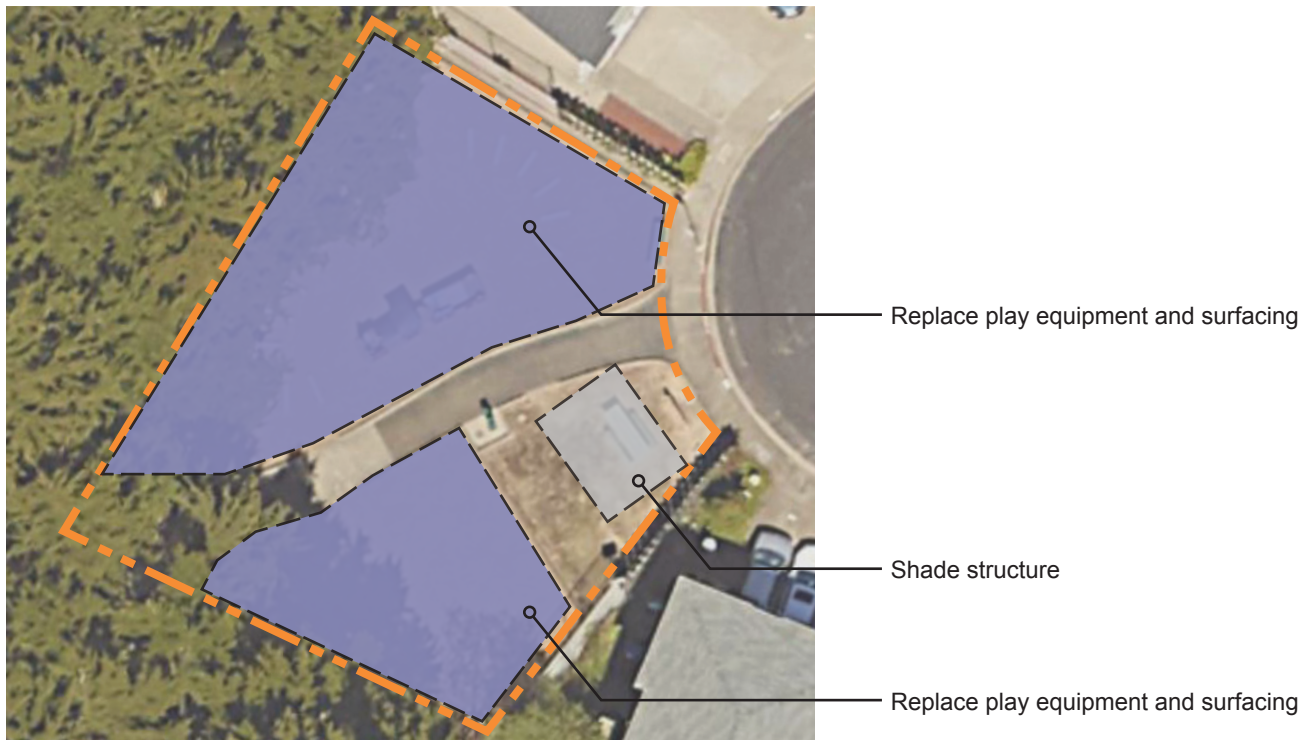 Replace play equipment and surfacing
Shade structure
Replace play equipment and surfacing